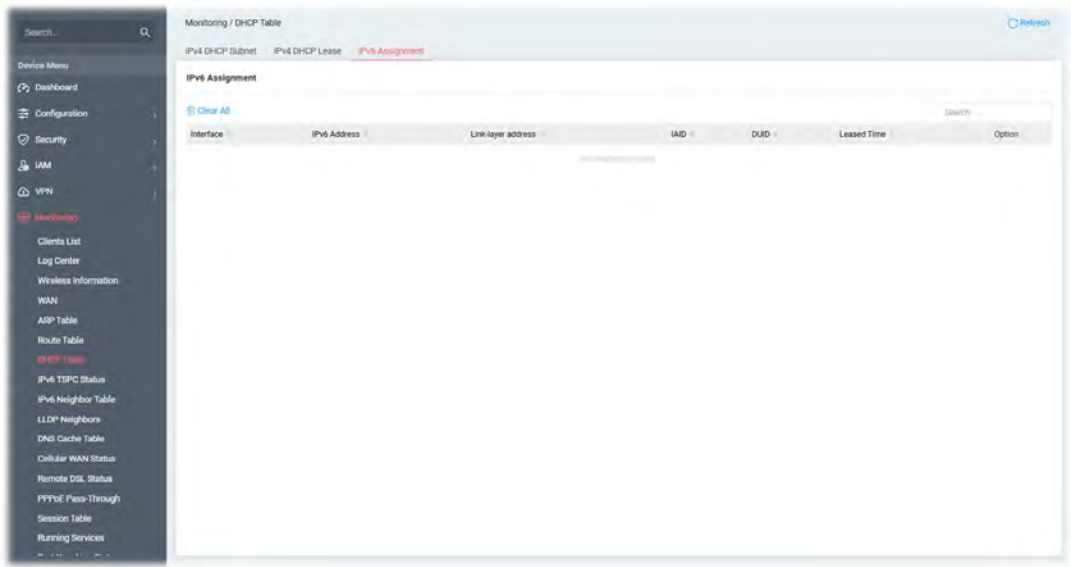 Search...
Device Menu
Dashboard
Configuration
Security
IAM
VPN
Monitoring
Clients List
Log Center
Wireless Information
WAN
ARP Table
Route Table
DHCP Table
IPv6 TSPC Status
IPv6 Neighbor Table
LLDP Neighbors
DNS Cache Table
Cellular WAN Status
Remote DSL Status
PPPoE Pass-Through
Session Table
Running Services
Monitoring / DHCP Table
Refresh
IPv4 DHCP Subnet IPv4 DHCP Lease IPv6 Assignment
IPv6 Assignment
Clear All
Search ...
Interface IPv6 Address Link-layer address IAID DUID Leased Time Option